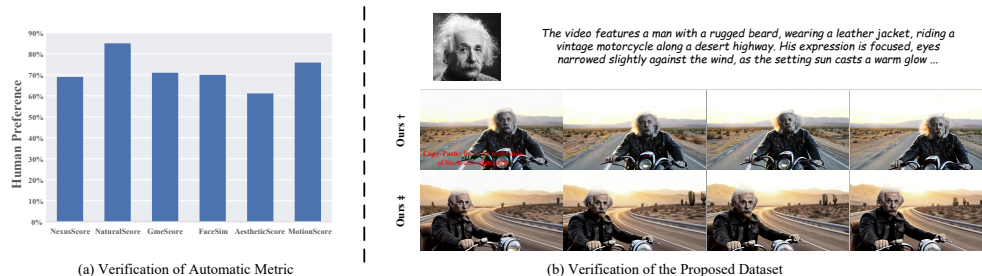 90%
80%
70%
60%
50%
40%
30%
20%
10%
0%
Human Preference
NexusScore NaturalScore GmeScore FaceSim AestheticScore MotionScore
(a) Verification of Automatic Metric
The video features a man with a rugged beard, wearing a leather jacket, riding a
vintage motorcycle along a desert highway. His expression is focused, eyes
narrowed slightly against the wind, as the setting sun casts a warm glow ...
Ours †
Copy-Paste:
of
Ours ‡
(b) Verification of the Proposed Dataset